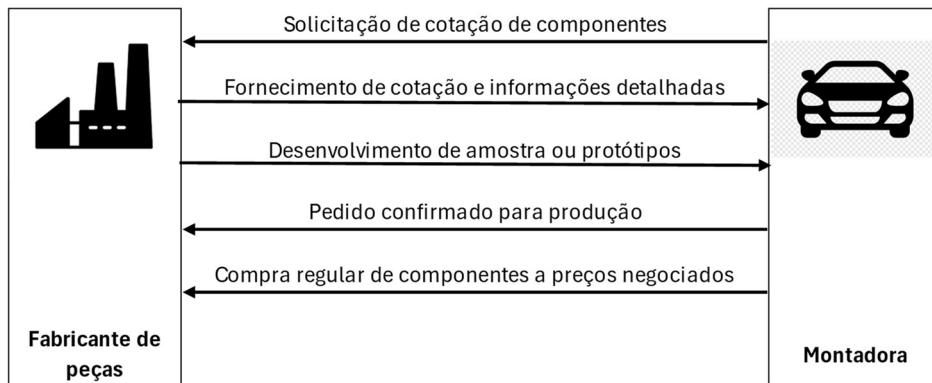 Solicitação de cotação de componentes
Fornecimento de cotação e informações detalhadas
Desenvolvimento de amostra ou protótipos
Pedido confirmado para produção
Compra regular de componentes a preços negociados
Fabricante de
peças
Montadora